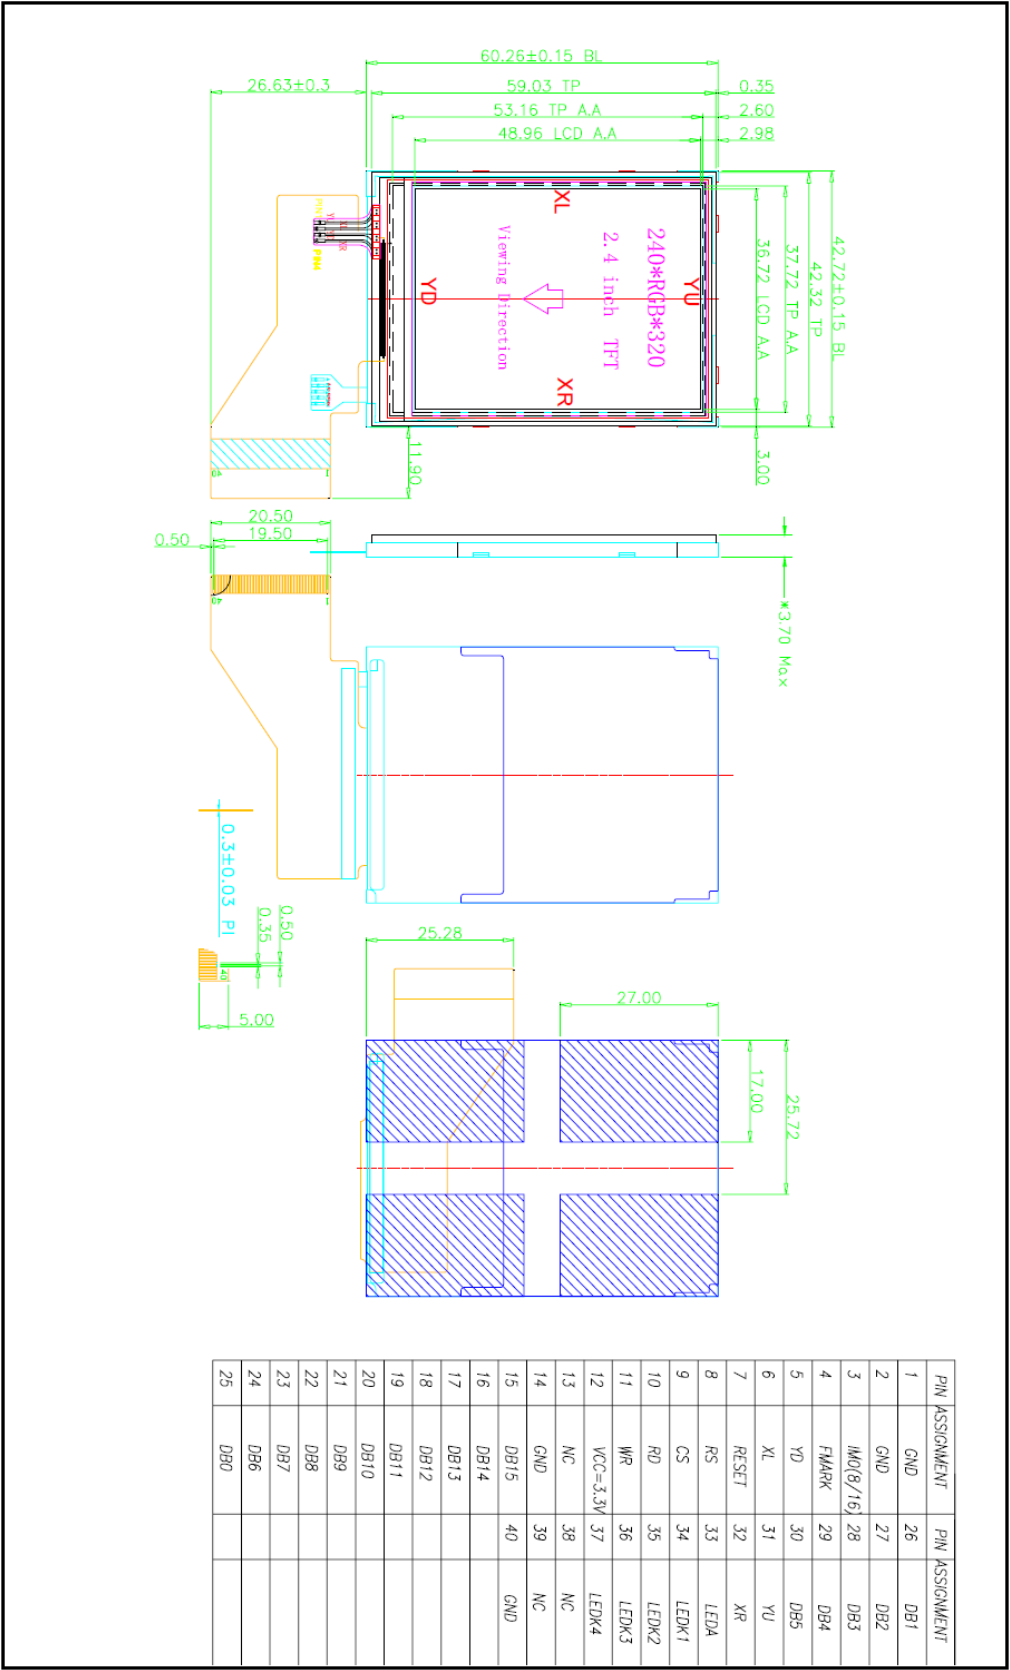 60.26±0.15 BL
59.03 TP
53.16 TP A.A
48.96 LCD A.A
26.63±0.3
0.35
2.60
2.98
42.72±0.15 BL
42.32 TP
37.72 TP A.A
36.72 LCD A.A
3.00
11.90
XL
YU
YD
XR
240*RGB*320
2.4 inch TFT
Viewing Direction
1
40
20.50
19.50
0.50
1
40
*3.70 Max
0.3±0.03 PI
0.50
0.35
40
5.00
25.28
27.00
17.00
25.72
PIN ASSIGNMENT PIN ASSIGNMENT
1 GND 26 DB1
2 GND 27 DB2
3 IM0(8/16) 28 DB3
4 FMARK 29 DB4
5 YD 30 DB5
6 XL 31 YU
7 RESET 32 XR
8 RS 33 LEDA
9 CS 34 LEDK1
10 RD 35 LEDK2
11 WR 36 LEDK3
12 VCC=3.3V 37 LEDK4
13 NC 38 NC
14 GND 39 NC
15 DB15 40 GND
16 DB14
17 DB13
18 DB12
19 DB11
20 DB10
21 DB9
22 DB8
23 DB7
24 DB6
25 DB0